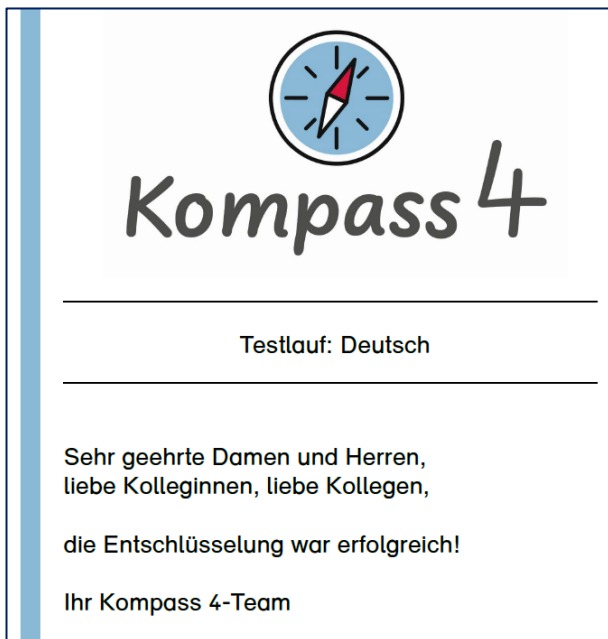 Kompass 4
Testlauf: Deutsch
Sehr geehrte Damen und Herren,
liebe Kolleginnen, liebe Kollegen,
die Entschlüsselung war erfolgreich!
Ihr Kompass 4-Team